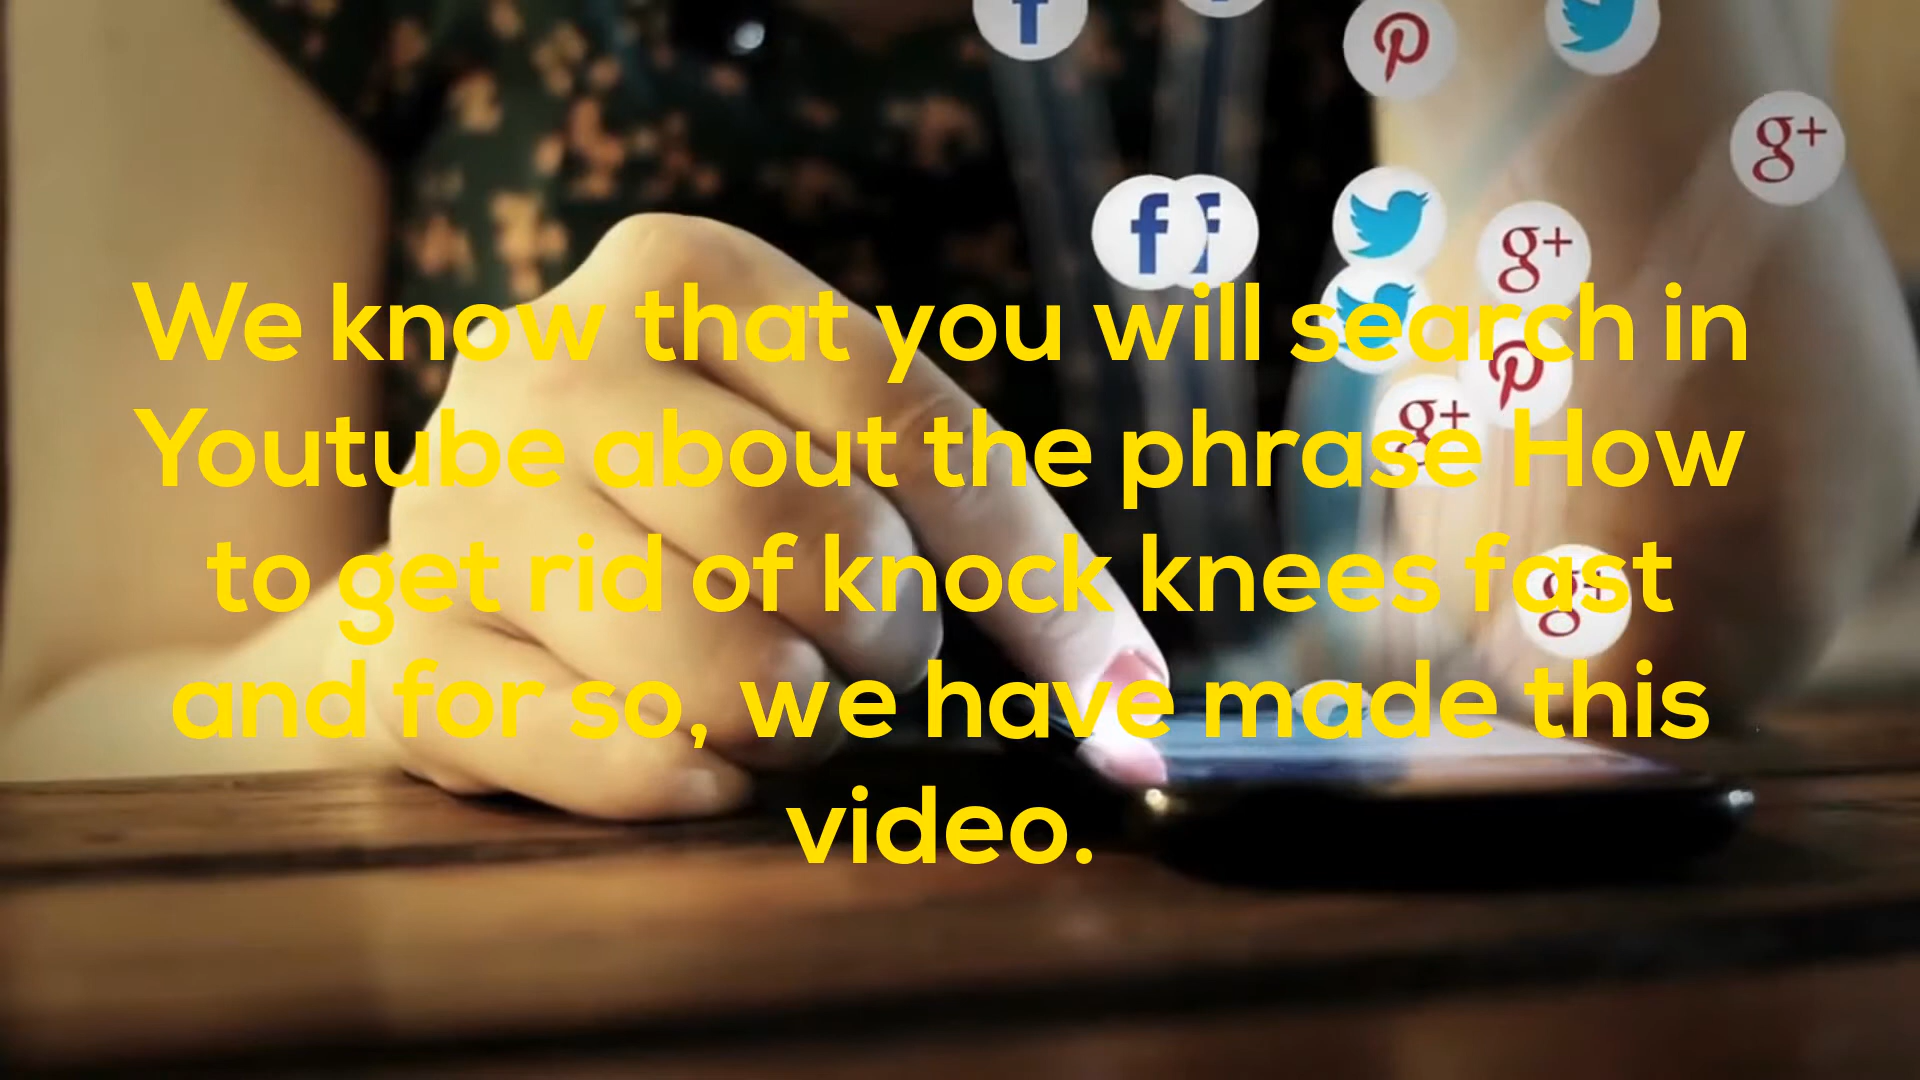 We know that you will search in
Youtube about the phrase How
to get rid of knock knees fast
and for so, we have made this
video.